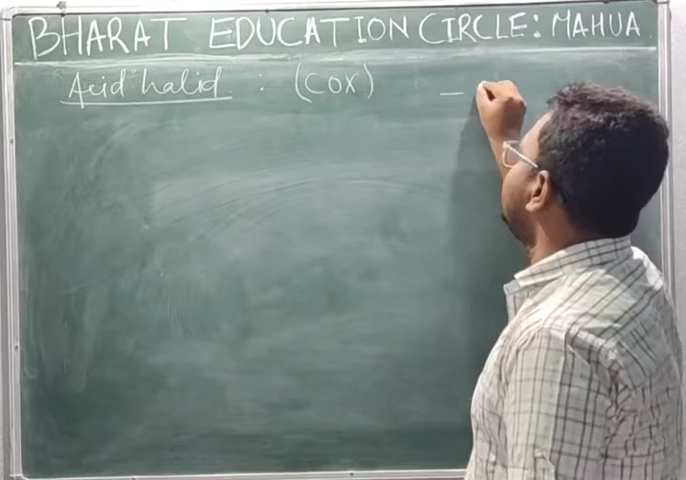 BHARAT EDUCATION CIRCLE: MAHUA
Acid halid : (COX) –